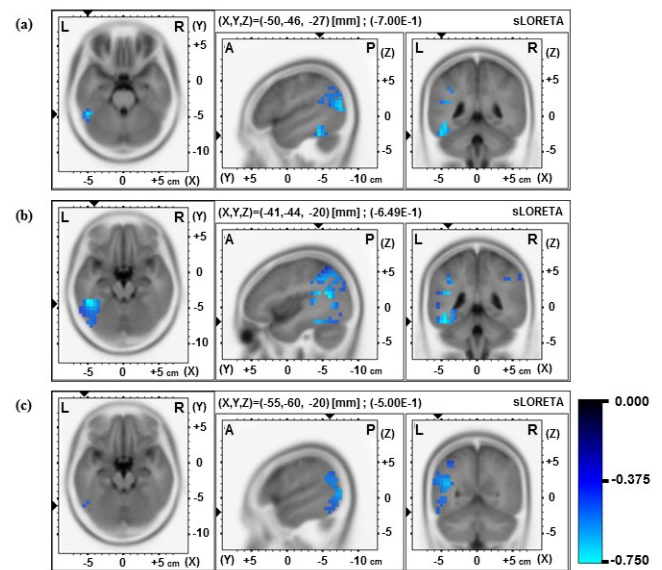 (a)
(X,Y,Z)=(-50,-46, -27) [mm] ; (-7.00E-1) sLORETA
L R (Y) A P (Z) L R (Z)
+5 +5 +5
0 0 0
-5 -5 -5
-10
-5 0 +5 cm (X) (Y) +5 0 -5 -10 cm -5 0 +5 cm (X)
(b)
(X,Y,Z)=(-41,-44, -20) [mm] ; (-6.49E-1) sLORETA
L R (Y) A P (Z) L R (Z)
+5 +5 +5
0 0 0
-5 -5 -5
-10
-5 0 +5 cm (X) (Y) +5 0 -5 -10 cm -5 0 +5 cm (X)
(c)
(X,Y,Z)=(-55,-60, -20) [mm] ; (-5.00E-1) sLORETA
L R (Y) A P (Z) L R (Z)
+5 +5 +5
0 0 0
-5 -5 -5
-10
-5 0 +5 cm (X) (Y) +5 0 -5 -10 cm -5 0 +5 cm (X)
0.000
-0.375
-0.750